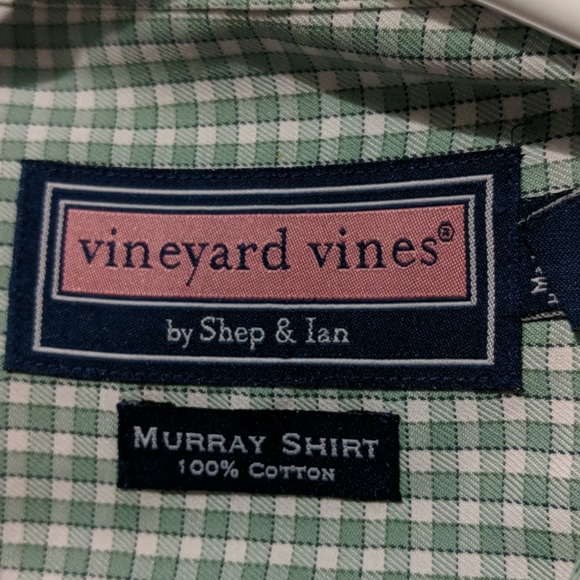 vineyard vines®
by Shep & Ian
MURRAY SHIRT
100% COTTON